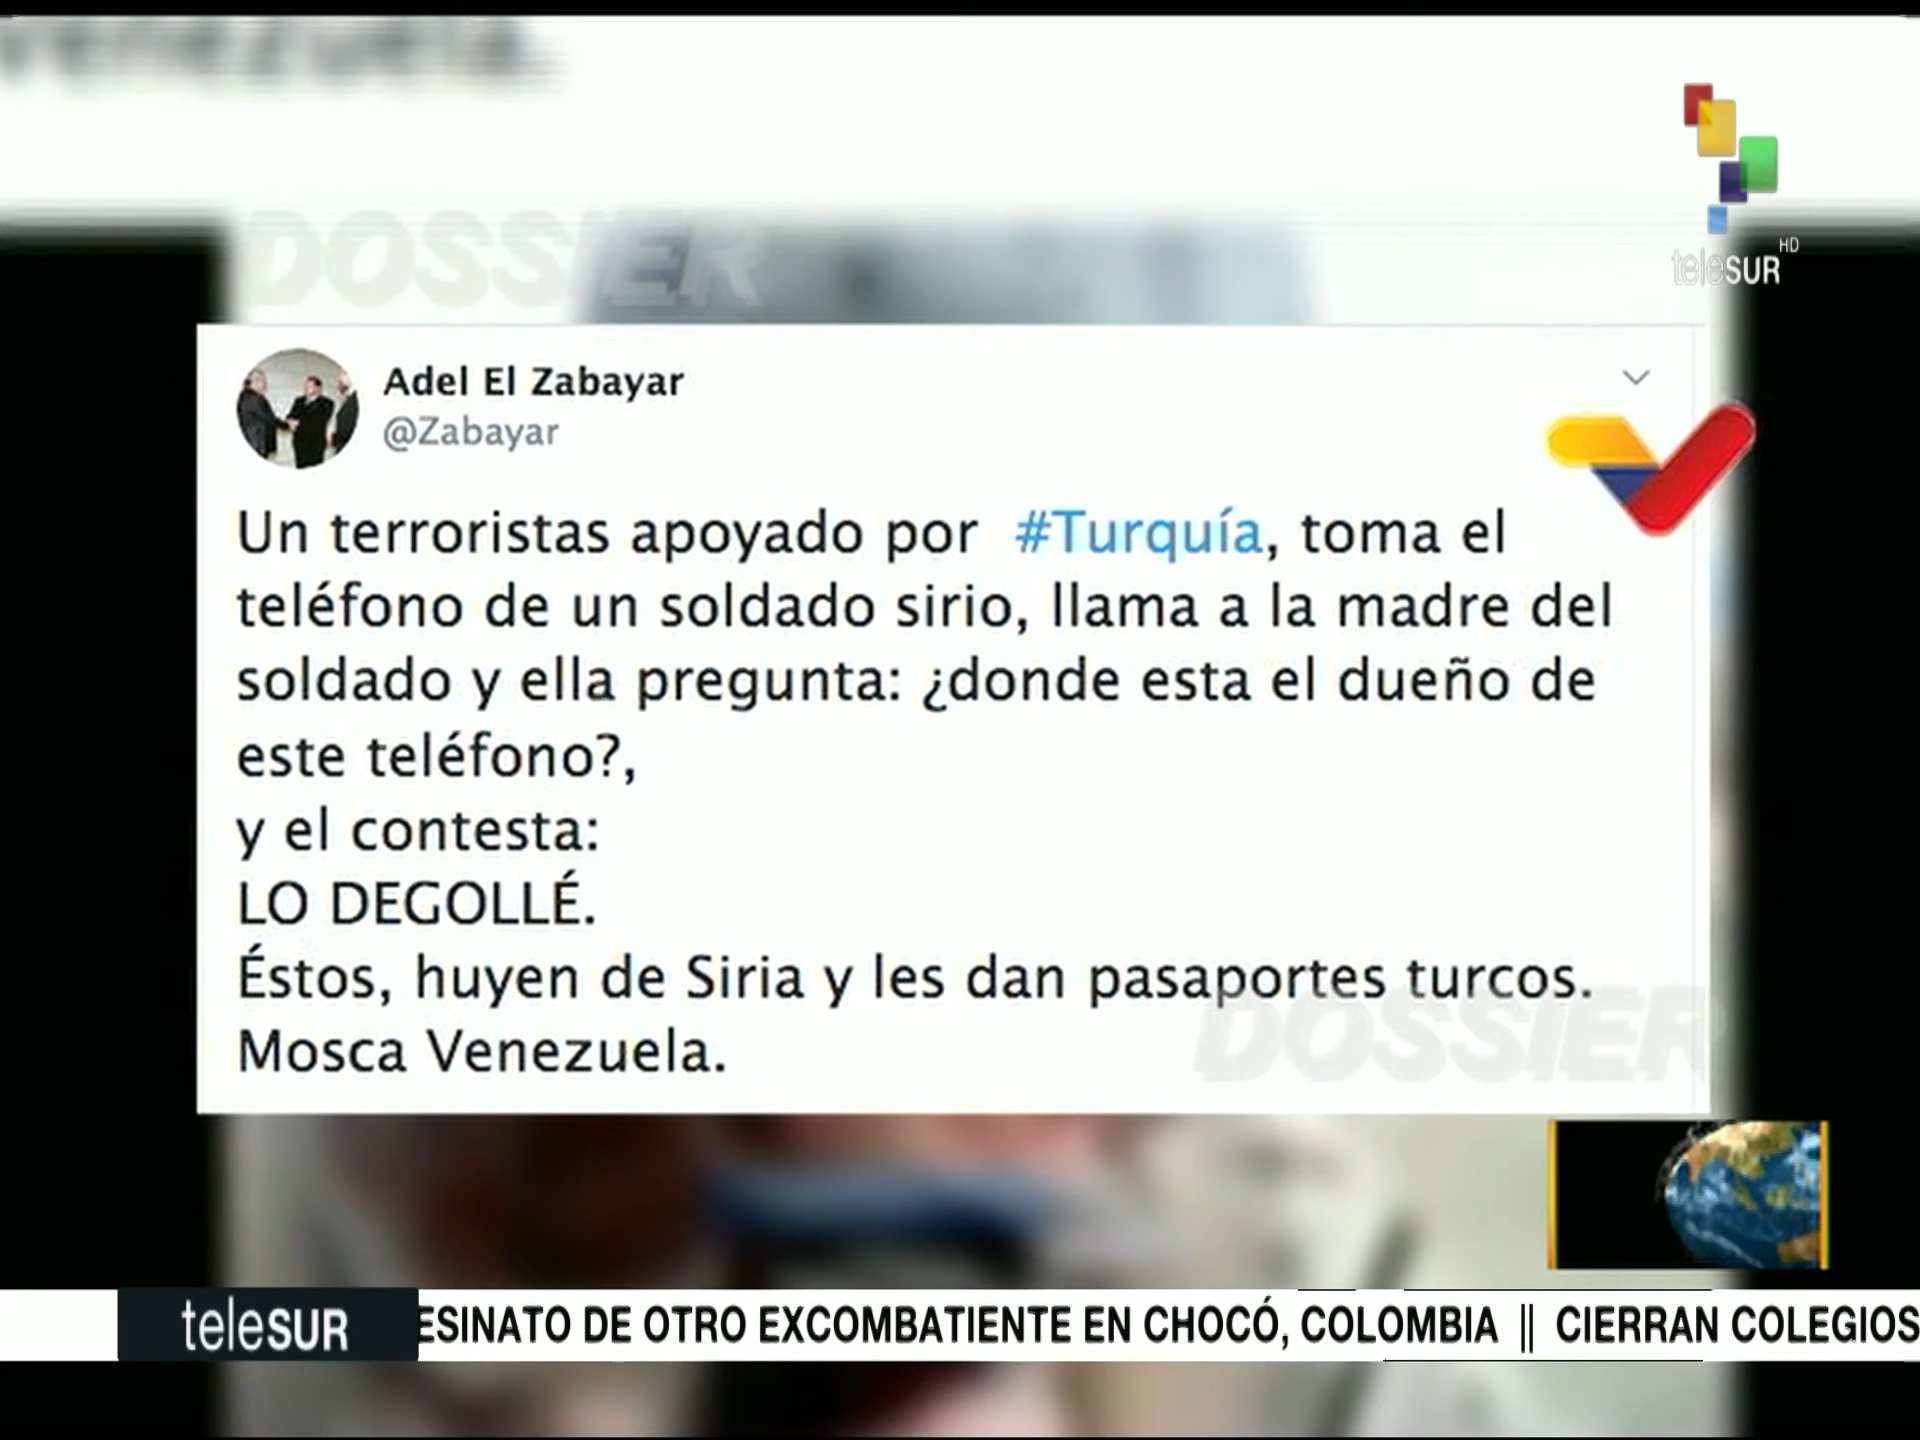 venezuela.
DOSSIER
HD
teleSUR
Adel El Zabayar
@Zabayar
Un terroristas apoyado por #Turquía, toma el
teléfono de un soldado sirio, llama a la madre del
soldado y ella pregunta: ¿donde esta el dueño de
este teléfono?,
y el contesta:
LO DEGOLLÉ.
Éstos, huyen de Siria y les dan pasaportes turcos.
Mosca Venezuela.
DOSSIER
teleSUR ESINATO DE OTRO EXCOMBATIENTE EN CHOCÓ, COLOMBIA || CIERRAN COLEGIOS